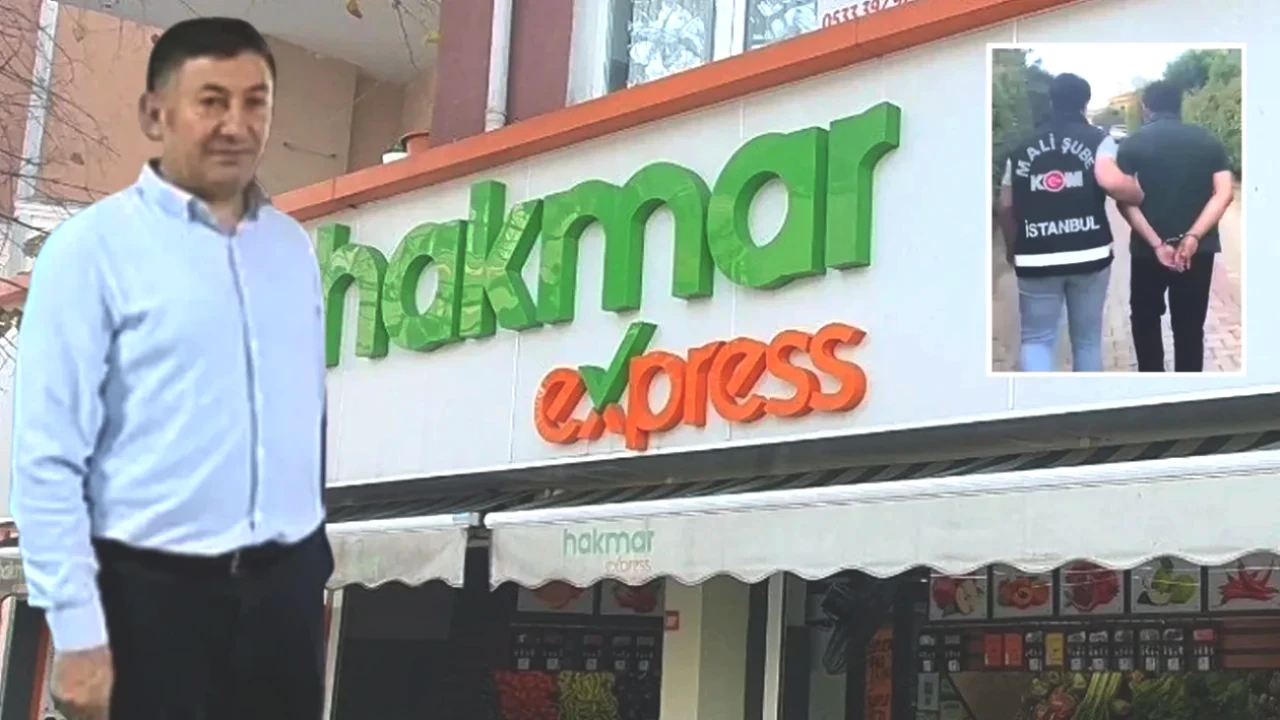 hakmar
express
MALİ ŞUBE
KOM
İSTANBUL
hakmar
express